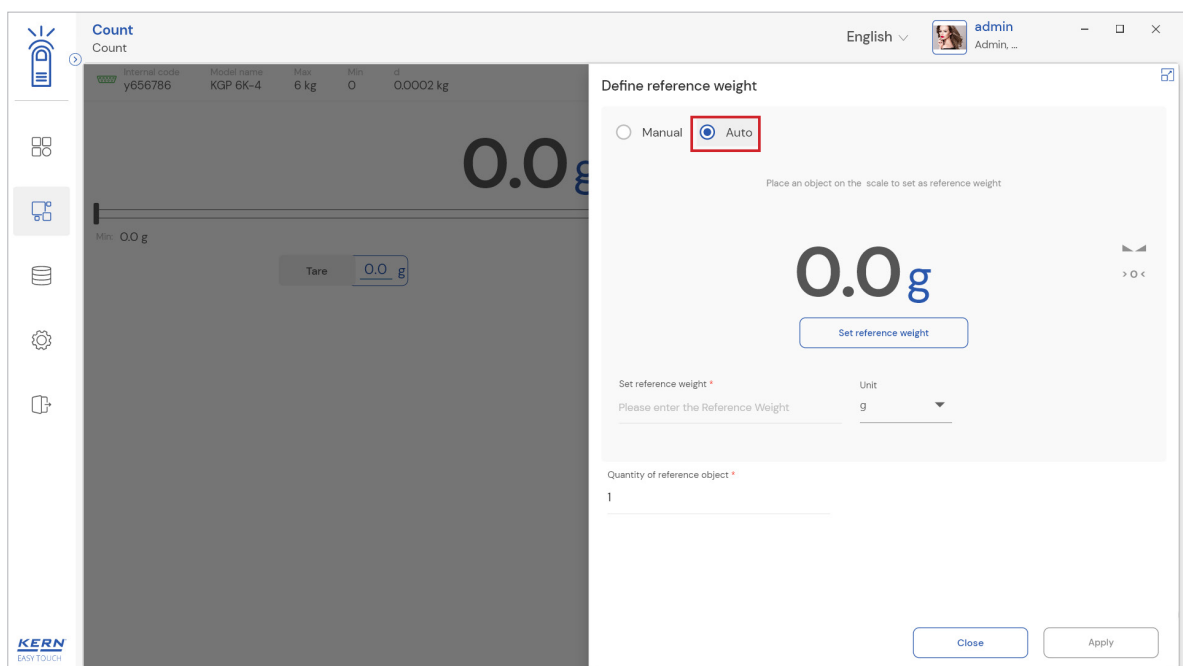 Count
Count
English
admin
Admin, ...
Internal code Model name Max Min d
y656786 KGP 6K-4 6 kg 0 0.0002 kg
0.0 g
Min: 0.0 g
Tare 0.0 g
Define reference weight
Manual Auto
Place an object on the scale to set as reference weight
0.0 g
>0<
Set reference weight
Set reference weight * Unit
Please enter the Reference Weight g
Quantity of reference object *
1
Close Apply
KERN
EASY TOUCH